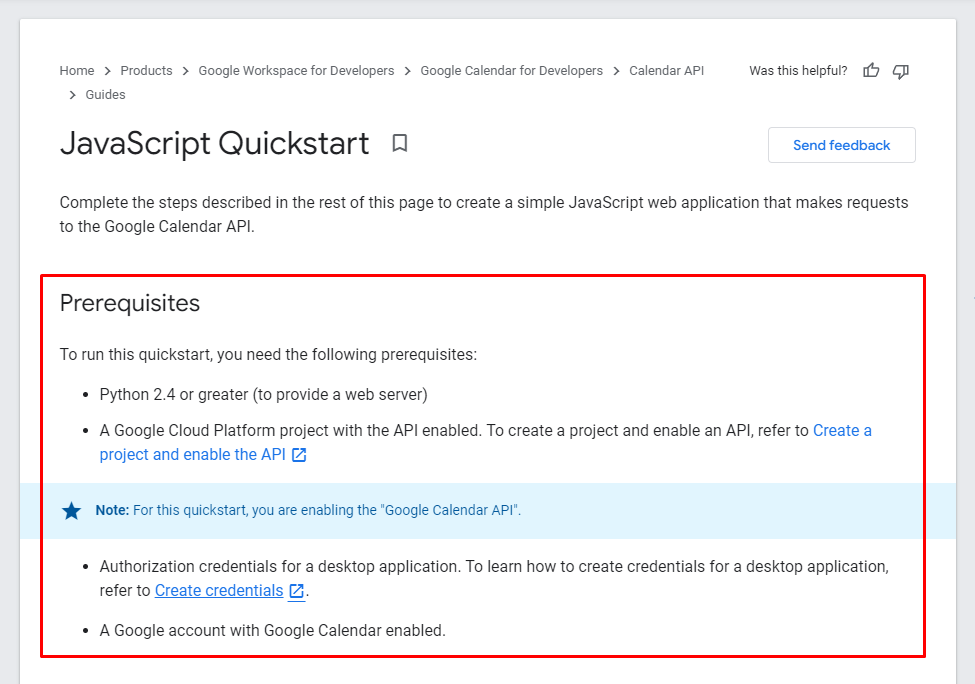 Home > Products > Google Workspace for Developers > Google Calendar for Developers > Calendar API
> Guides
Was this helpful?
JavaScript Quickstart
Send feedback
Complete the steps described in the rest of this page to create a simple JavaScript web application that makes requests
to the Google Calendar API.
Prerequisites
To run this quickstart, you need the following prerequisites:
• Python 2.4 or greater (to provide a web server)
• A Google Cloud Platform project with the API enabled. To create a project and enable an API, refer to Create a
project and enable the API
Note: For this quickstart, you are enabling the "Google Calendar API".
• Authorization credentials for a desktop application. To learn how to create credentials for a desktop application,
refer to Create credentials.
• A Google account with Google Calendar enabled.